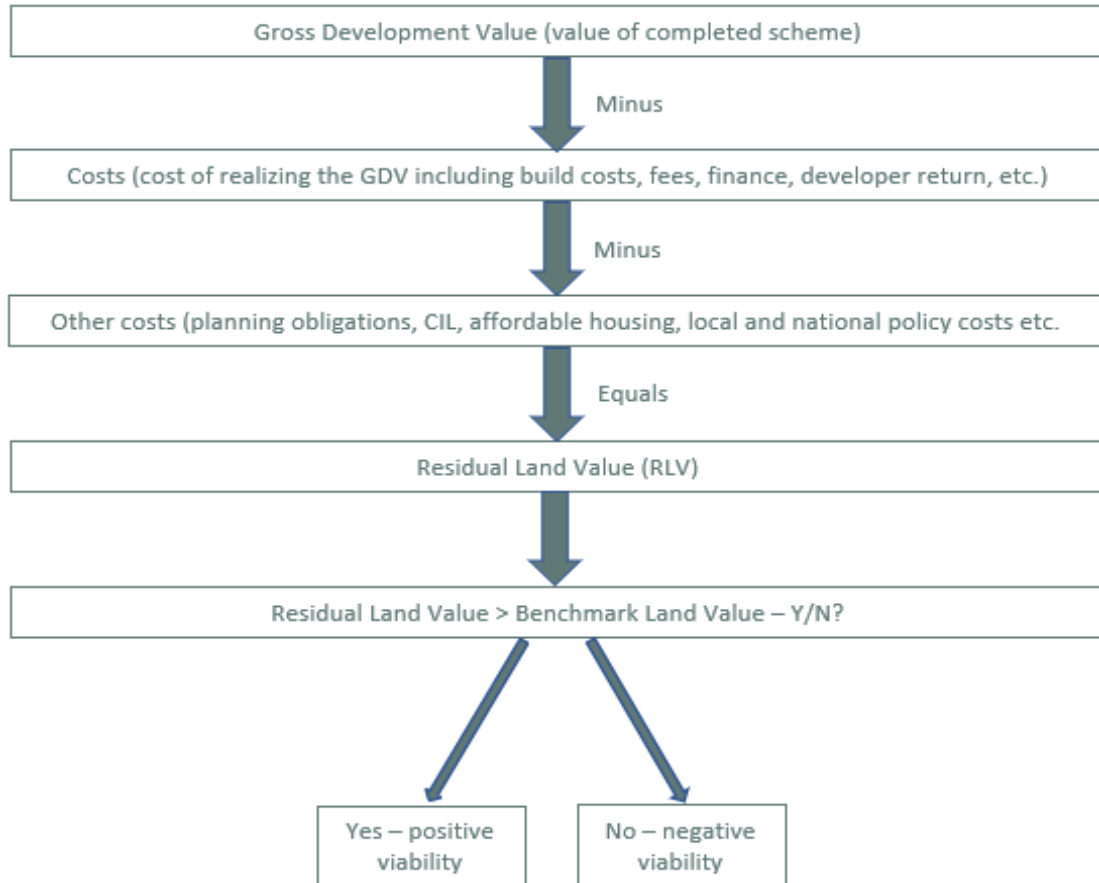 Gross Development Value (value of completed scheme)
Minus
Costs (cost of realizing the GDV including build costs, fees, finance, developer return, etc.)
Minus
Other costs (planning obligations, CIL, affordable housing, local and national policy costs etc.
Equals
Residual Land Value (RLV)
Residual Land Value > Benchmark Land Value – Y/N?
Yes – positive
viability
No – negative
viability